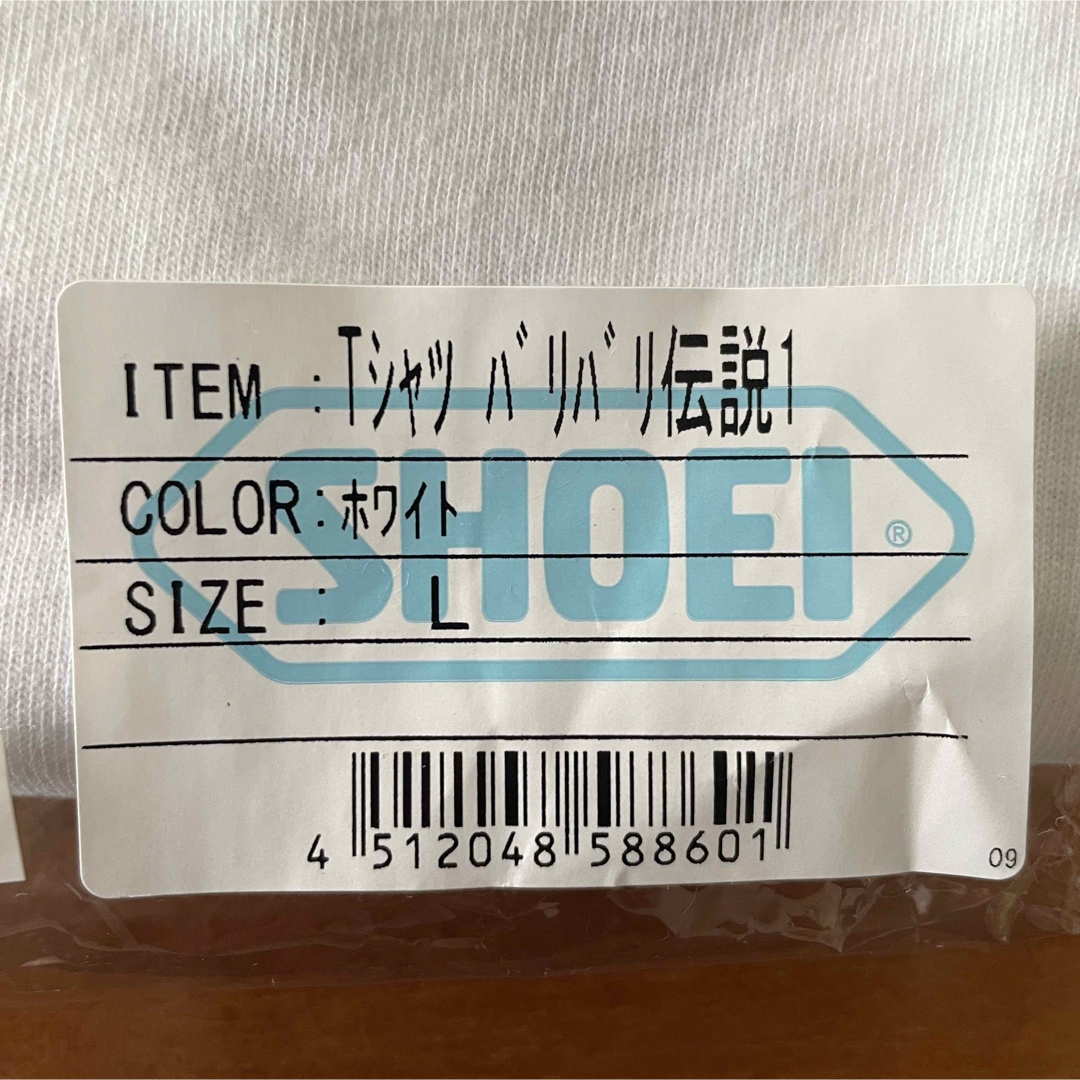 ITEM :Tシャツ バリバリ伝説1
COLOR:ホワイト
SIZE : L
SHOEI®
4 512048 588601
09